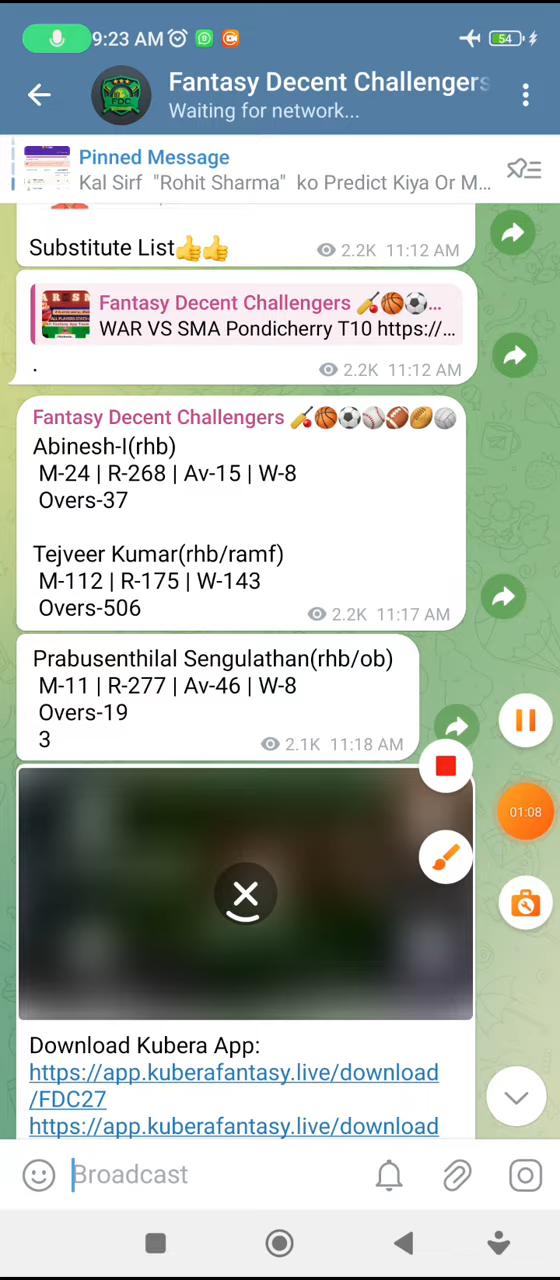 9:23 AM
54
Fantasy Decent Challengers
Waiting for network...
FDC
Pinned Message
Kal Sirf "Rohit Sharma" ko Predict Kiya Or M...
Substitute List👍👍
2.2K 11:12 AM
Fantasy Decent Challengers 🏏🏀⚽...
WAR VS SMA Pondicherry T10 https://...
.
2.2K 11:12 AM
Fantasy Decent Challengers 🏏🏀⚽⚾🏈🏉🏐
Abinesh-I(rhb)
M-24 | R-268 | Av-15 | W-8
Overs-37
Tejveer Kumar(rhb/ramf)
M-112 | R-175 | W-143
Overs-506
2.2K 11:17 AM
Prabusenthilal Sengulathan(rhb/ob)
M-11 | R-277 | Av-46 | W-8
Overs-19
3
2.1K 11:18 AM
01:08
Download Kubera App:
https://app.kuberafantasy.live/download
/FDC27
https://app.kuberafantasy.live/download
Broadcast